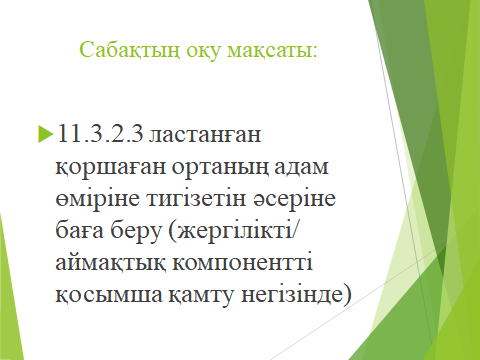 Сабақтың оқу мақсаты:
11.3.2.3 ластанған
қоршаған ортаның адам
өміріне тигізетін әсеріне
баға беру (жергілікті/
аймақтық компонентті
қосымша қамту негізінде)